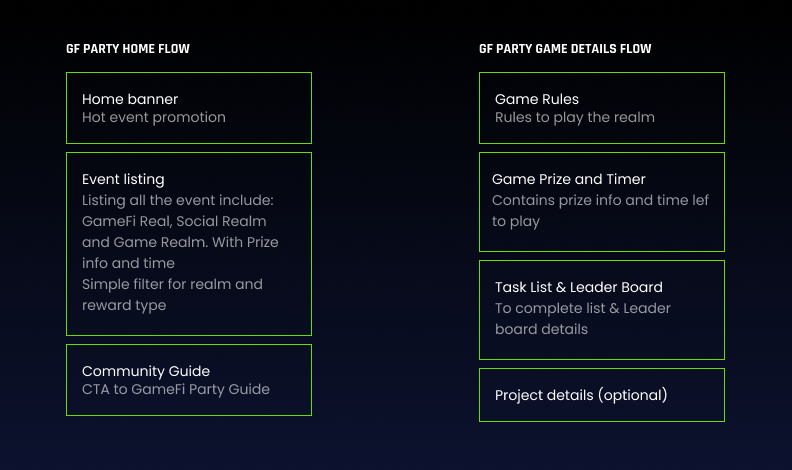 GF PARTY HOME FLOW
Home banner
Hot event promotion
Event listing
Listing all the event include:
GameFi Real, Social Realm
and Game Realm. With Prize
info and time
Simple filter for realm and
reward type
Community Guide
CTA to GameFi Party Guide
GF PARTY GAME DETAILS FLOW
Game Rules
Rules to play the realm
Game Prize and Timer
Contains prize info and time lef
to play
Task List & Leader Board
To complete list & Leader
board details
Project details (optional)